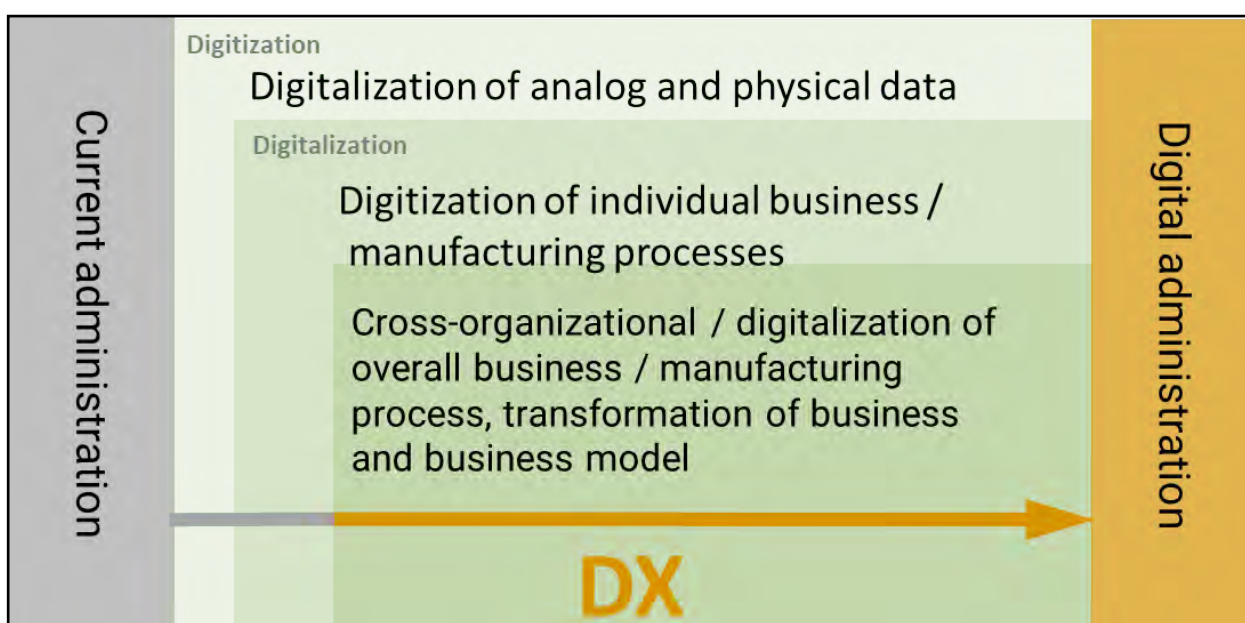 Current administration
Digitization
Digitalization of analog and physical data
Digitalization
Digitization of individual business /
manufacturing processes
Cross-organizational / digitalization of
overall business / manufacturing
process, transformation of business
and business model
DX
Digital administration